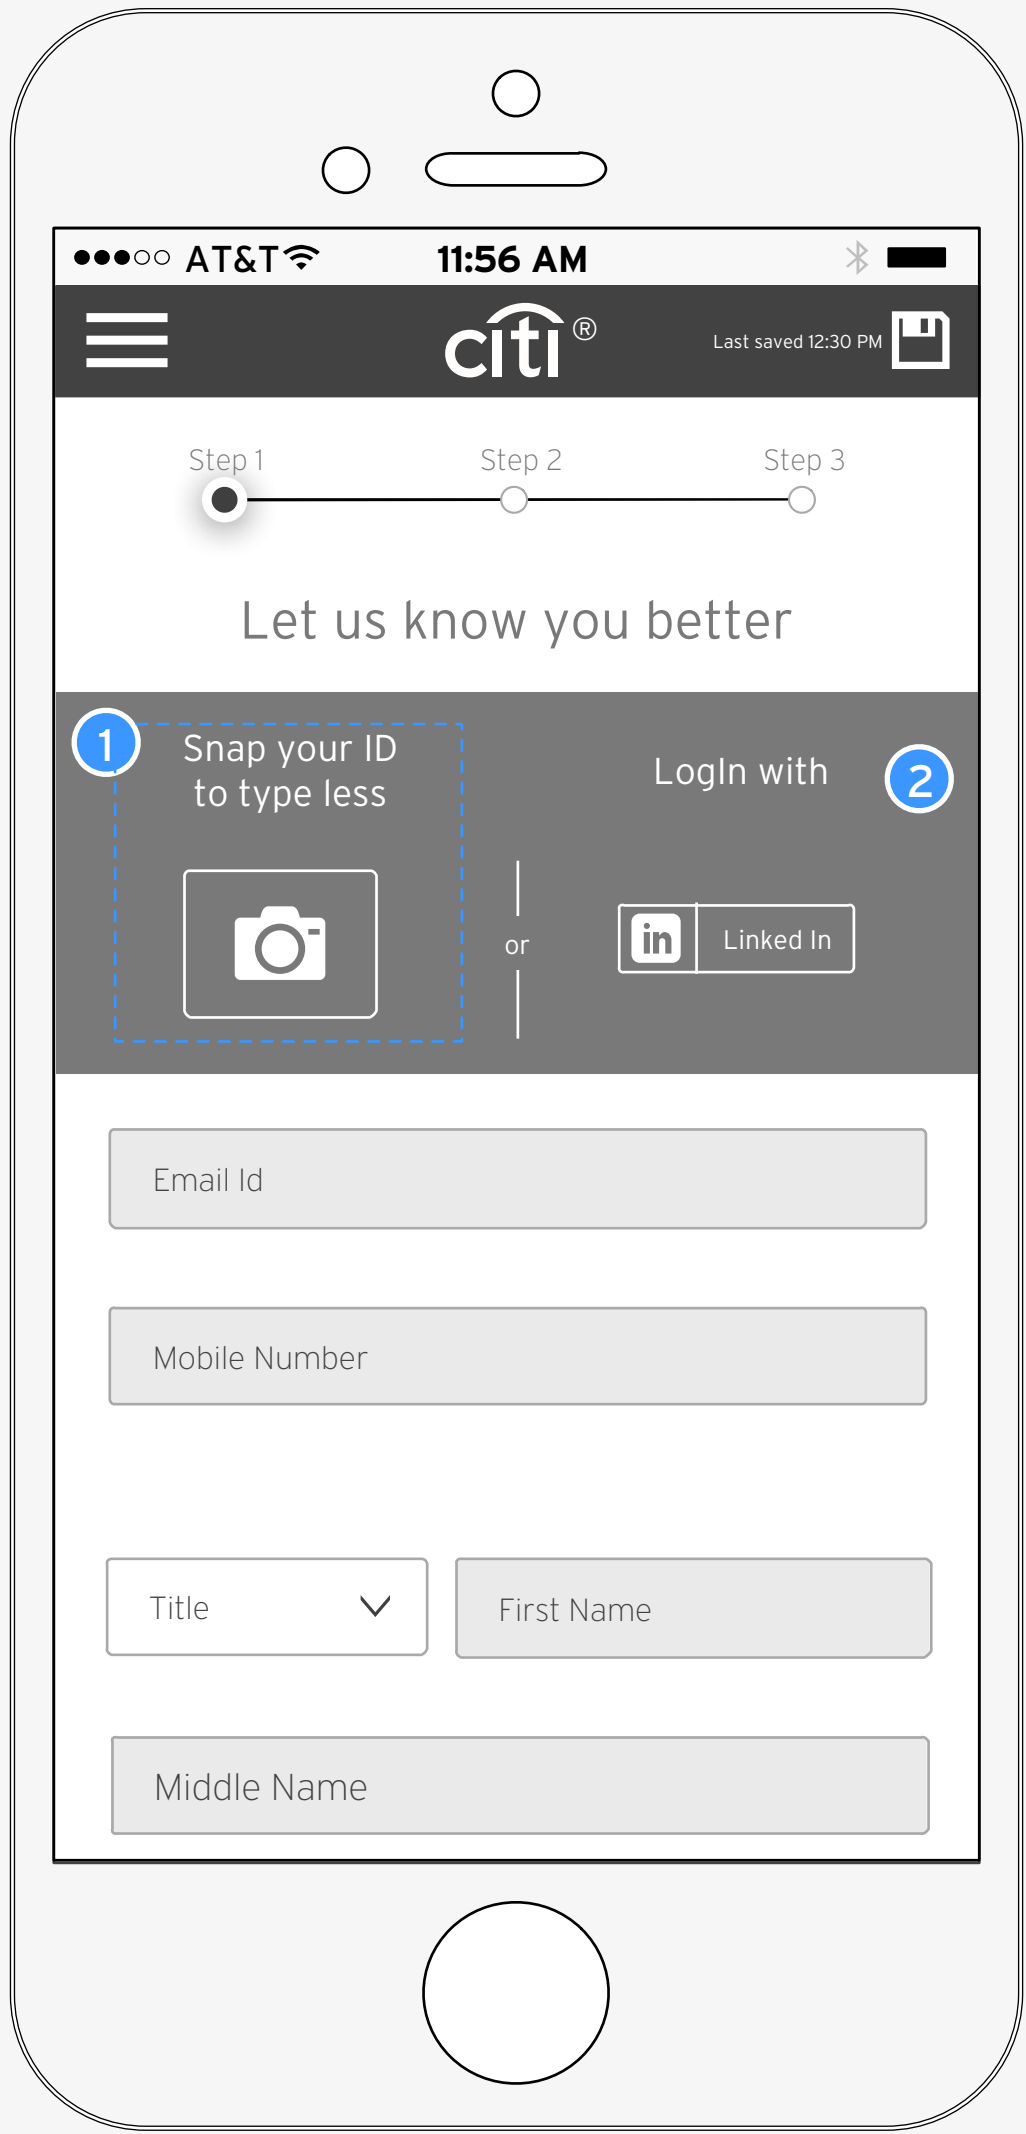 AT&T 11:56 AM
citi® Last saved 12:30 PM
Step 1 Step 2 Step 3
Let us know you better
1 Snap your ID
to type less
LogIn with 2
or
in Linked In
Email Id
Mobile Number
Title First Name
Middle Name